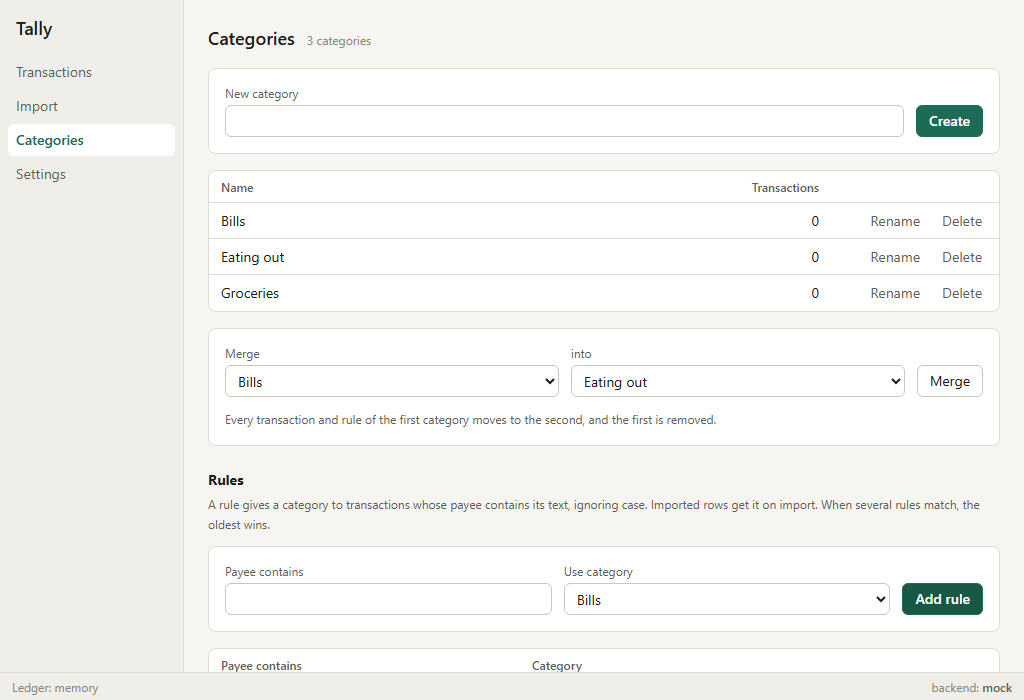 Tally
Transactions
Import
Categories
Settings
Categories 3 categories
New category
Create
Name Transactions
Bills 0 Rename Delete
Eating out 0 Rename Delete
Groceries 0 Rename Delete
Merge into
Bills Eating out Merge
Every transaction and rule of the first category moves to the second, and the first is removed.
Rules
A rule gives a category to transactions whose payee contains its text, ignoring case. Imported rows get it on import. When several rules match, the
oldest wins.
Payee contains Use category
Bills Add rule
Payee contains Category
Ledger: memory backend: mock